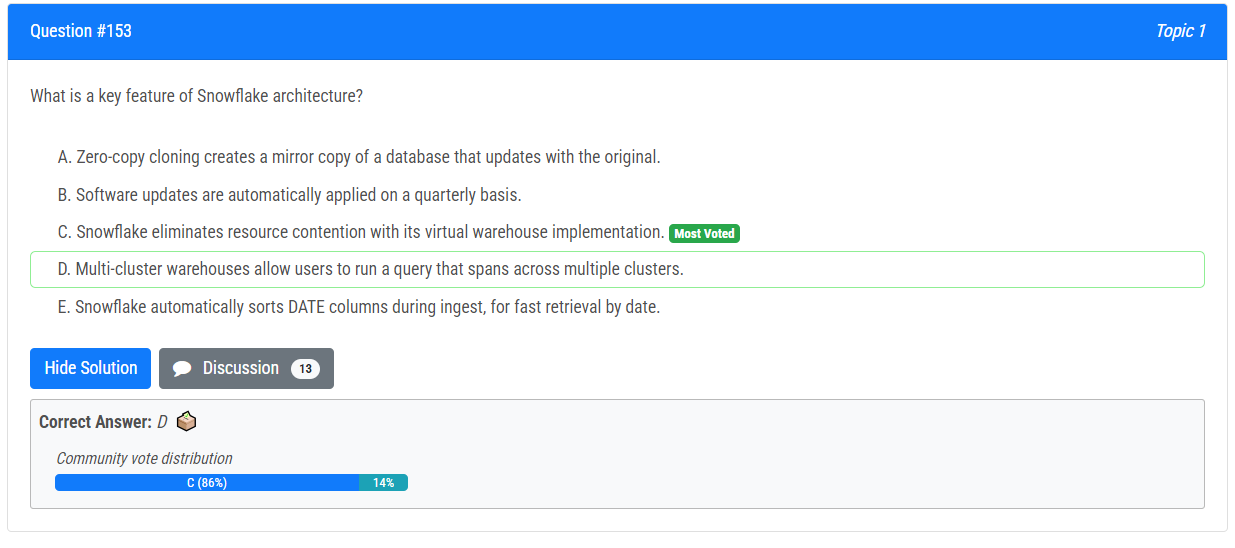 Question #153
Topic 1
What is a key feature of Snowflake architecture?
A. Zero-copy cloning creates a mirror copy of a database that updates with the original.
B. Software updates are automatically applied on a quarterly basis.
C. Snowflake eliminates resource contention with its virtual warehouse implementation. Most Voted
D. Multi-cluster warehouses allow users to run a query that spans across multiple clusters.
E. Snowflake automatically sorts DATE columns during ingest, for fast retrieval by date.
Hide Solution
Discussion 13
Correct Answer: D
Community vote distribution
C (86%) 14%